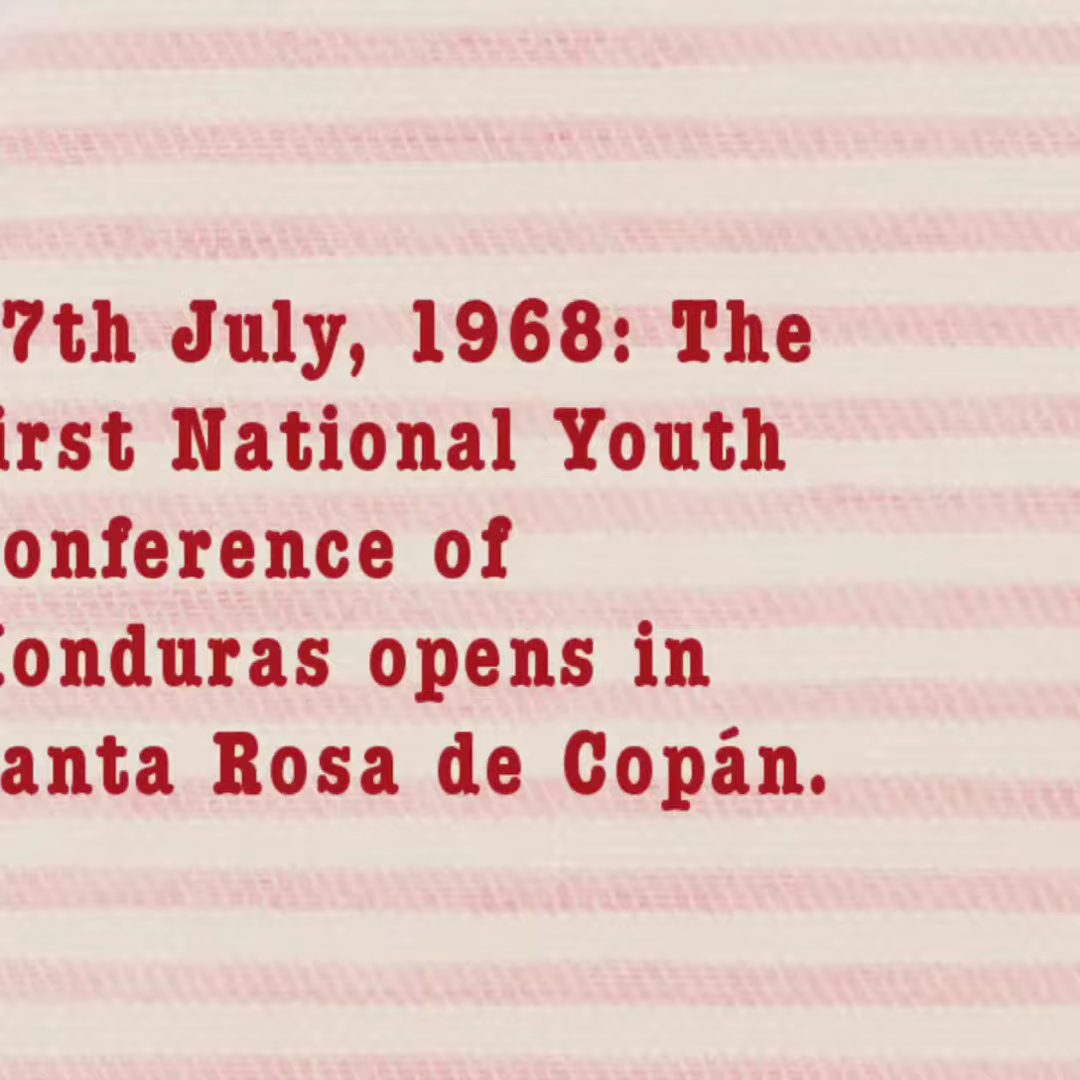 7th July, 1968: The
irst National Youth
onference of
onduras opens in
anta Rosa de Copán.